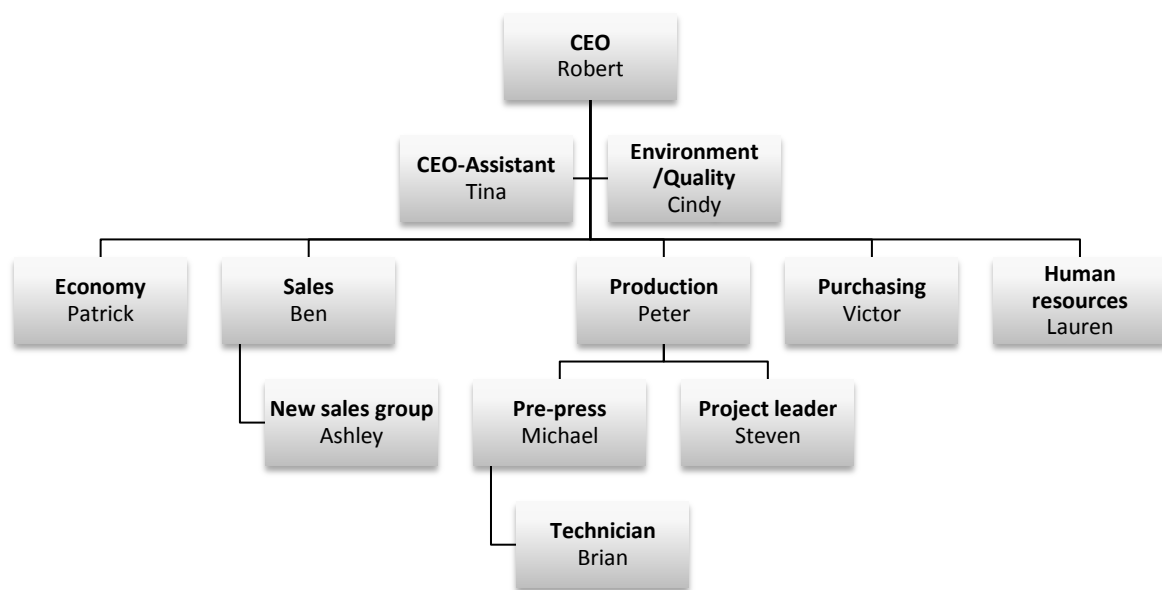 CEO
Robert
CEO-Assistant
Tina
Environment
/Quality
Cindy
Economy
Patrick
Sales
Ben
Production
Peter
Purchasing
Victor
Human
resources
Lauren
New sales group
Ashley
Pre-press
Michael
Project leader
Steven
Technician
Brian